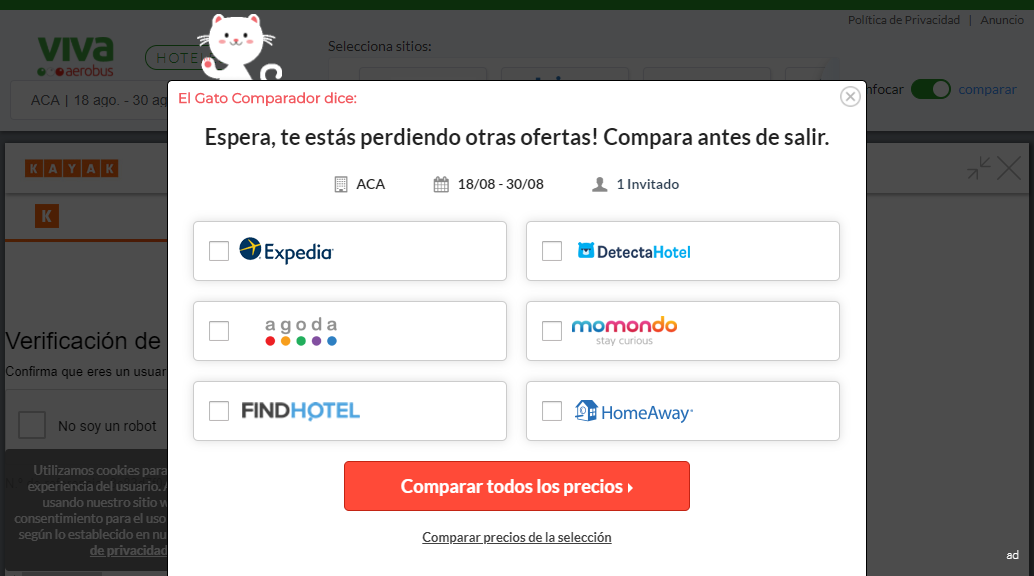 Política de Privacidad | Anuncio
viva
aerobus
HOTEL
Selecciona sitios:
ACA | 18 ago. - 30 ag
nfocar
comparar
El Gato Comparador dice:
Espera, te estás perdiendo otras ofertas! Compara antes de salir.
KAYAK
ACA
18/08 - 30/08
1 Invitado
K
Expedia
DetectaHotel
agoda
momondo
stay curious
Verificación de
Confirma que eres un usuar
No soy un robot
FINDHOTEL
HomeAway
Utilizamos cookies para
experiencia del usuario. A
usando nuestro sitio w
consentimiento para el uso
según lo establecido en nu
de privacidad
Comparar todos los precios
Comparar precios de la selección
ad